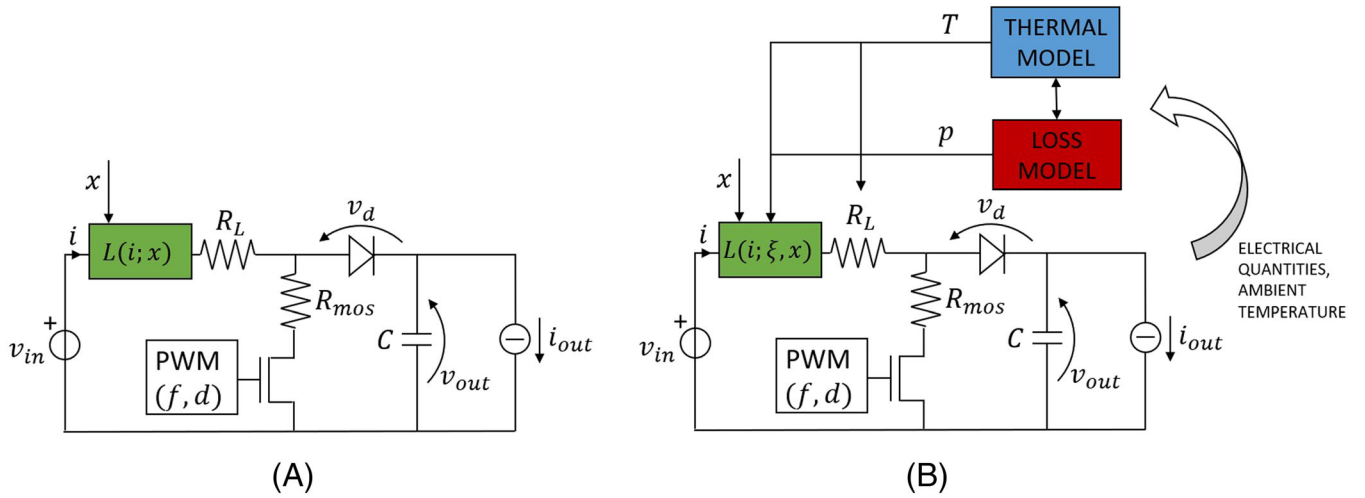 x
i
L(i; x)
R_L
v_d
R_mos
+
v_in
PWM
(f, d)
C
v_out
−
i_out
(A)
T
THERMAL
MODEL
p
LOSS
MODEL
x
i
L(i; ξ, x)
R_L
v_d
ELECTRICAL
QUANTITIES,
AMBIENT
TEMPERATURE
R_mos
+
v_in
PWM
(f, d)
C
v_out
−
i_out
(B)